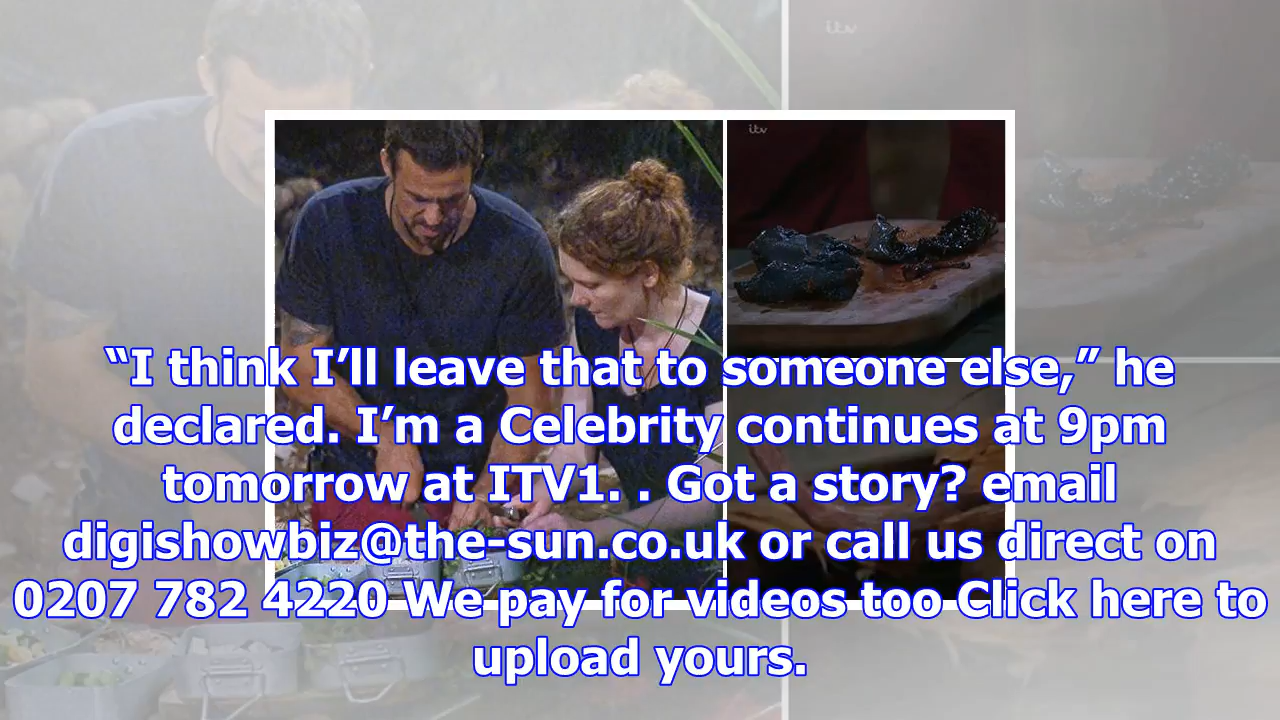 itv
itv
“I think I’ll leave that to someone else,” he
declared. I’m a Celebrity continues at 9pm
tomorrow at ITV1. . Got a story? email
digishowbiz@the-sun.co.uk or call us direct on
0207 782 4220 We pay for videos too Click here to
upload yours.